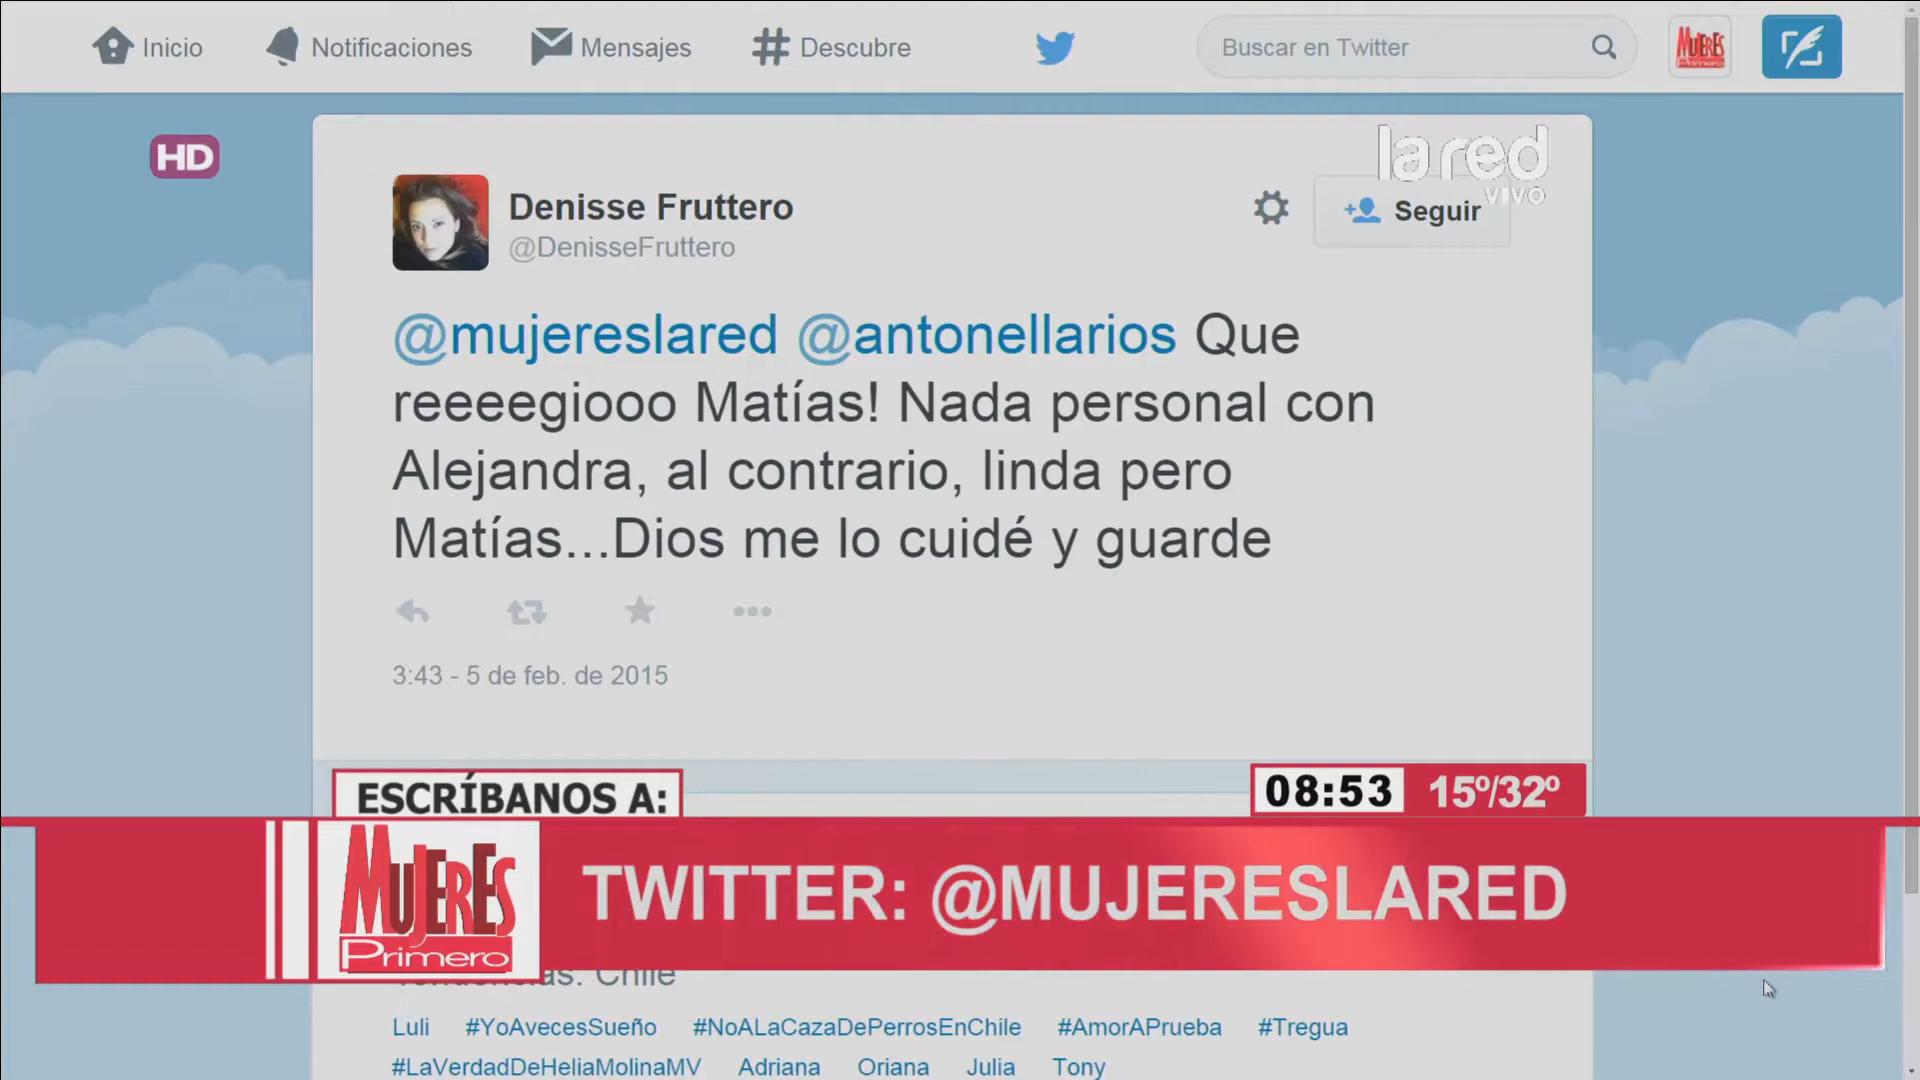 Inicio
Notificaciones
Mensajes
Descubre
Buscar en Twitter
MUJERES
Primero
HD
la red
VIVO
Denisse Fruttero
@DenisseFruttero
Seguir
@mujereslared @antonellarios Que
reeeegiooo Matías! Nada personal con
Alejandra, al contrario, linda pero
Matías...Dios me lo cuidé y guarde
3:43 - 5 de feb. de 2015
ESCRÍBANOS A:
08:53
15º/32º
MUJERES
Primero
TWITTER: @MUJERESLARED
Chile
Luli #YoAvecesSueño #NoALaCazaDePerrosEnChile #AmorAPrueba #Tregua
#LaVerdadDeHeliaMolinaMV Adriana Oriana Julia Tony